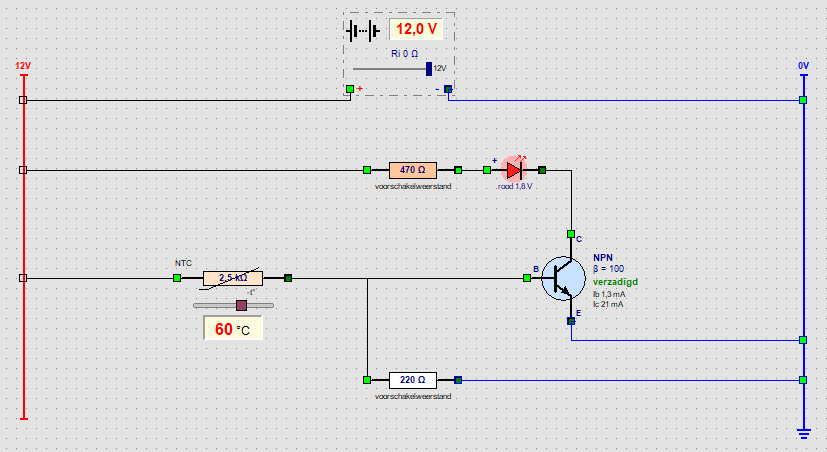 12,0 V
Ri 0 Ω
12V
12V
0V
+
-
470 Ω
voorschakelweerstand
+
rood 1,8 V
C
NTC
2,5 kΩ
-t°
60 °C
B
NPN
β = 100
verzadigd
Ib 1,3 mA
Ic 21 mA
E
220 Ω
voorschakelweerstand